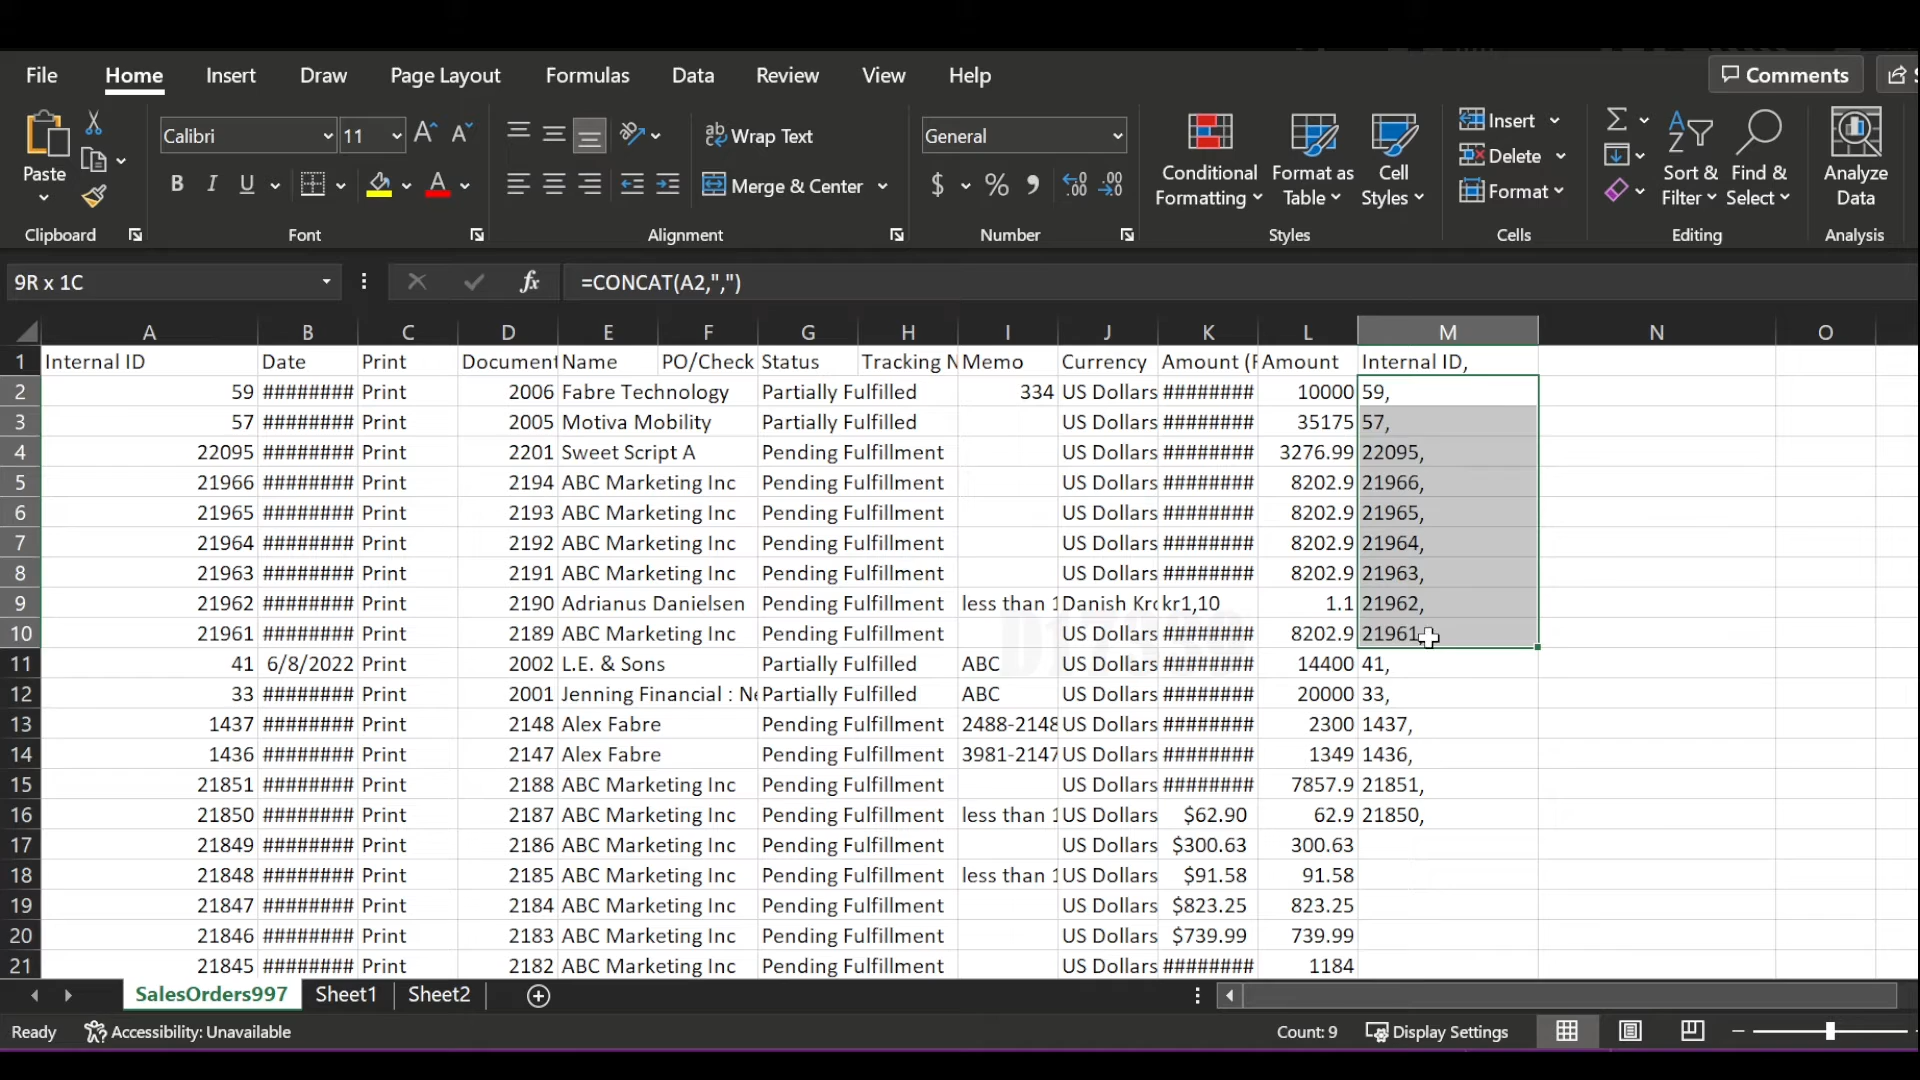 File Home Insert Draw Page Layout Formulas Data Review View Help Comments
Calibri 11 Wrap Text General Insert
Paste Conditional Formatting Format as Table Cell Styles Delete Sort & Filter Find & Select Analyze Data
B I U Merge & Center $ % Format
Clipboard Font Alignment Number Styles Cells Editing Analysis
9R x 1C fx =CONCAT(A2,",")
A B C D E F G H I J K L M N O
1 Internal ID Date Print Document Name PO/Check Status Tracking N Memo Currency Amount (F Amount Internal ID,
2 59 ######## Print 2006 Fabre Technology Partially Fulfilled 334 US Dollars ######## 10000 59,
3 57 ######## Print 2005 Motiva Mobility Partially Fulfilled US Dollars ######## 35175 57,
4 22095 ######## Print 2201 Sweet Script A Pending Fulfillment US Dollars ######## 3276.99 22095,
5 21966 ######## Print 2194 ABC Marketing Inc Pending Fulfillment US Dollars ######## 8202.9 21966,
6 21965 ######## Print 2193 ABC Marketing Inc Pending Fulfillment US Dollars ######## 8202.9 21965,
7 21964 ######## Print 2192 ABC Marketing Inc Pending Fulfillment US Dollars ######## 8202.9 21964,
8 21963 ######## Print 2191 ABC Marketing Inc Pending Fulfillment US Dollars ######## 8202.9 21963,
9 21962 ######## Print 2190 Adrianus Danielsen Pending Fulfillment less than 1 Danish Kro kr1,10 1.1 21962,
10 21961 ######## Print 2189 ABC Marketing Inc Pending Fulfillment US Dollars ######## 8202.9 21961
11 41 6/8/2022 Print 2002 L.E. & Sons Partially Fulfilled ABC US Dollars ######## 14400 41,
12 33 ######## Print 2001 Jenning Financial : Ne Partially Fulfilled ABC US Dollars ######## 20000 33,
13 1437 ######## Print 2148 Alex Fabre Pending Fulfillment 2488-2148 US Dollars ######## 2300 1437,
14 1436 ######## Print 2147 Alex Fabre Pending Fulfillment 3981-2147 US Dollars ######## 1349 1436,
15 21851 ######## Print 2188 ABC Marketing Inc Pending Fulfillment US Dollars ######## 7857.9 21851,
16 21850 ######## Print 2187 ABC Marketing Inc Pending Fulfillment less than 1 US Dollars $62.90 62.9 21850,
17 21849 ######## Print 2186 ABC Marketing Inc Pending Fulfillment US Dollars $300.63 300.63
18 21848 ######## Print 2185 ABC Marketing Inc Pending Fulfillment less than 1 US Dollars $91.58 91.58
19 21847 ######## Print 2184 ABC Marketing Inc Pending Fulfillment US Dollars $823.25 823.25
20 21846 ######## Print 2183 ABC Marketing Inc Pending Fulfillment US Dollars $739.99 739.99
21 21845 ######## Print 2182 ABC Marketing Inc Pending Fulfillment US Dollars ######## 1184
SalesOrders997 Sheet1 Sheet2
Ready Accessibility: Unavailable Count: 9 Display Settings